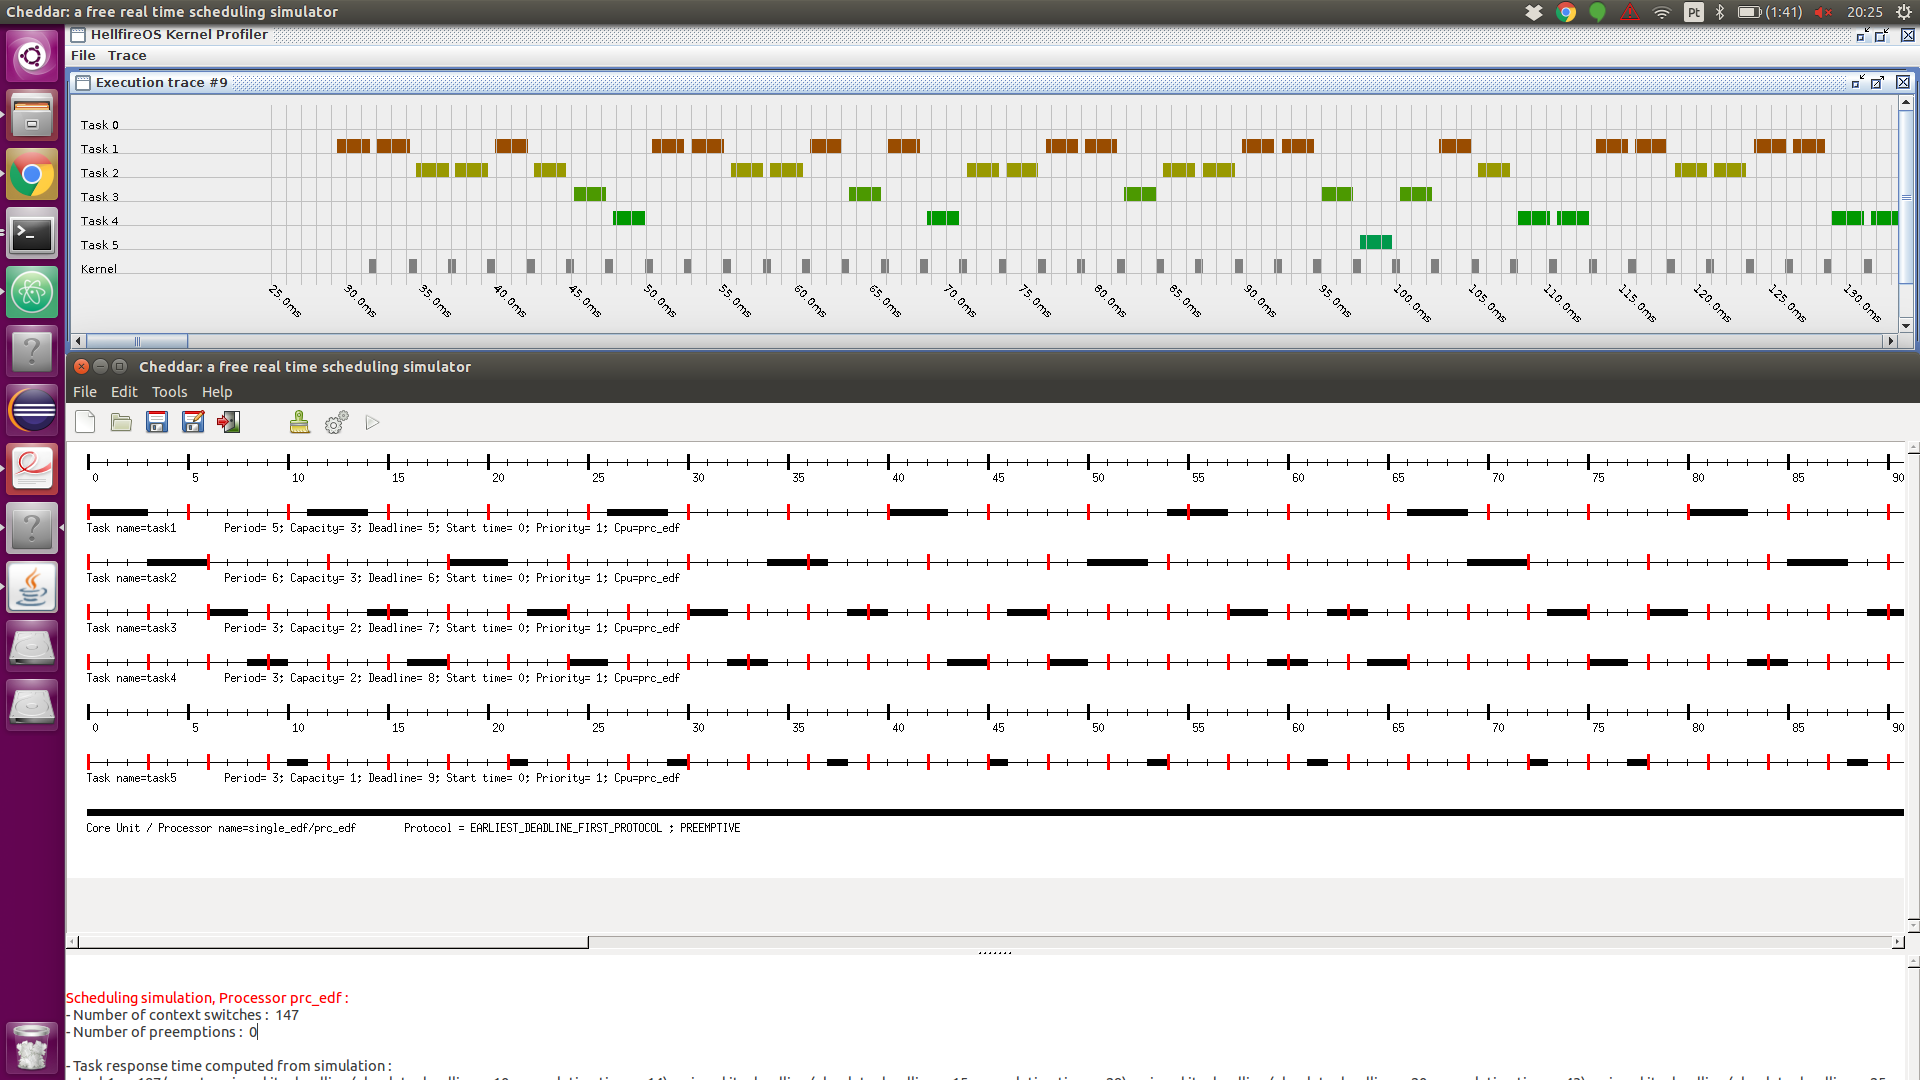 Cheddar: a free real time scheduling simulator
Pt
(1:41)
20:25
HellfireOS Kernel Profiler
File Trace
Execution trace #9
Task 0
Task 1
Task 2
Task 3
Task 4
Task 5
Kernel
25.0ms 30.0ms 35.0ms 40.0ms 45.0ms 50.0ms 55.0ms 60.0ms 65.0ms 70.0ms 75.0ms 80.0ms 85.0ms 90.0ms 95.0ms 100.0ms 105.0ms 110.0ms 115.0ms 120.0ms 125.0ms 130.0ms
Cheddar: a free real time scheduling simulator
File Edit Tools Help
0 5 10 15 20 25 30 35 40 45 50 55 60 65 70 75 80 85 90
Task name=task1 Period= 5; Capacity= 3; Deadline= 5; Start time= 0; Priority= 1; Cpu=prc_edf
Task name=task2 Period= 6; Capacity= 3; Deadline= 6; Start time= 0; Priority= 1; Cpu=prc_edf
Task name=task3 Period= 3; Capacity= 2; Deadline= 7; Start time= 0; Priority= 1; Cpu=prc_edf
Task name=task4 Period= 3; Capacity= 2; Deadline= 8; Start time= 0; Priority= 1; Cpu=prc_edf
0 5 10 15 20 25 30 35 40 45 50 55 60 65 70 75 80 85 90
Task name=task5 Period= 3; Capacity= 1; Deadline= 9; Start time= 0; Priority= 1; Cpu=prc_edf
Core Unit / Processor name=single_edf/prc_edf Protocol = EARLIEST_DEADLINE_FIRST_PROTOCOL ; PREEMPTIVE
Scheduling simulation, Processor prc_edf :
- Number of context switches : 147
- Number of preemptions : 0
- Task response time computed from simulation :